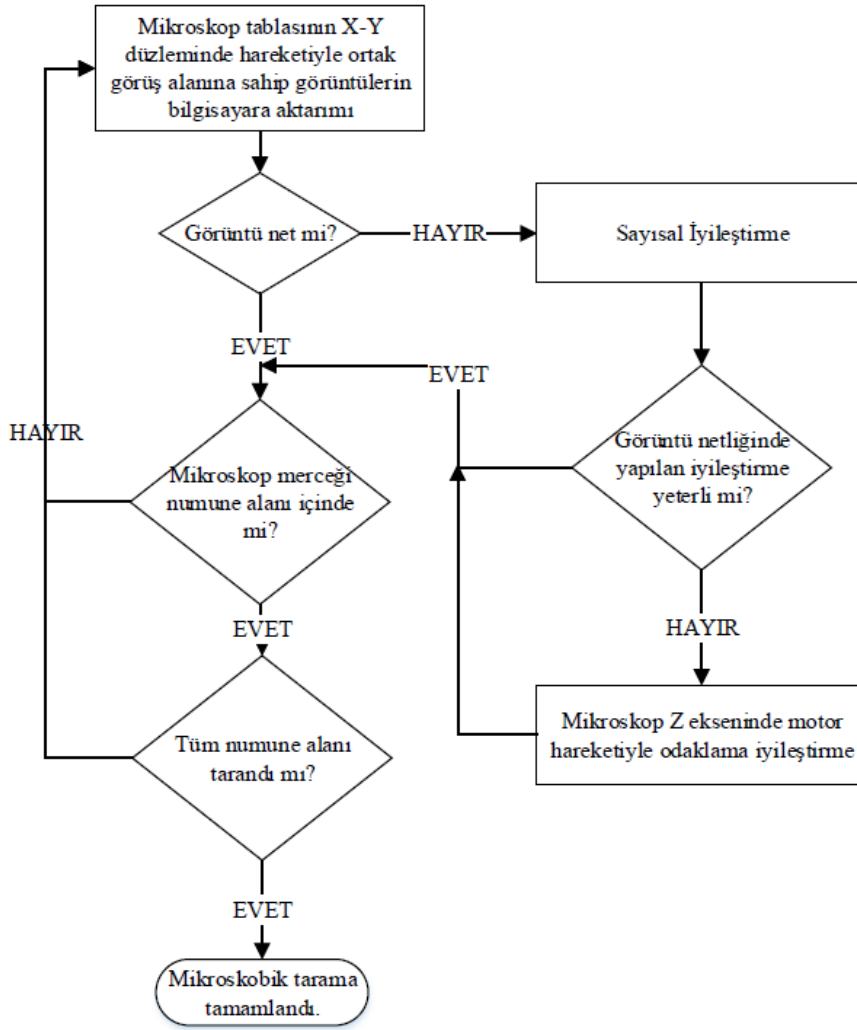 Mikroskop tablasının X-Y
düzleminde hareketiyle ortak
görüş alanına sahip görüntülerin
bilgisayara aktarımı
Görüntü net mi?
HAYIR
Sayısal İyileştirme
EVET
EVET
HAYIR
Mikroskop merceği
numune alanı içinde
mi?
Görüntü netliğinde
yapılan iyileştirme
yeterli mi?
EVET
HAYIR
Mikroskop Z ekseninde motor
hareketiyle odaklama iyileştirme
Tüm numune alanı
tarandı mı?
EVET
Mikroskobik tarama
tamamlandı.